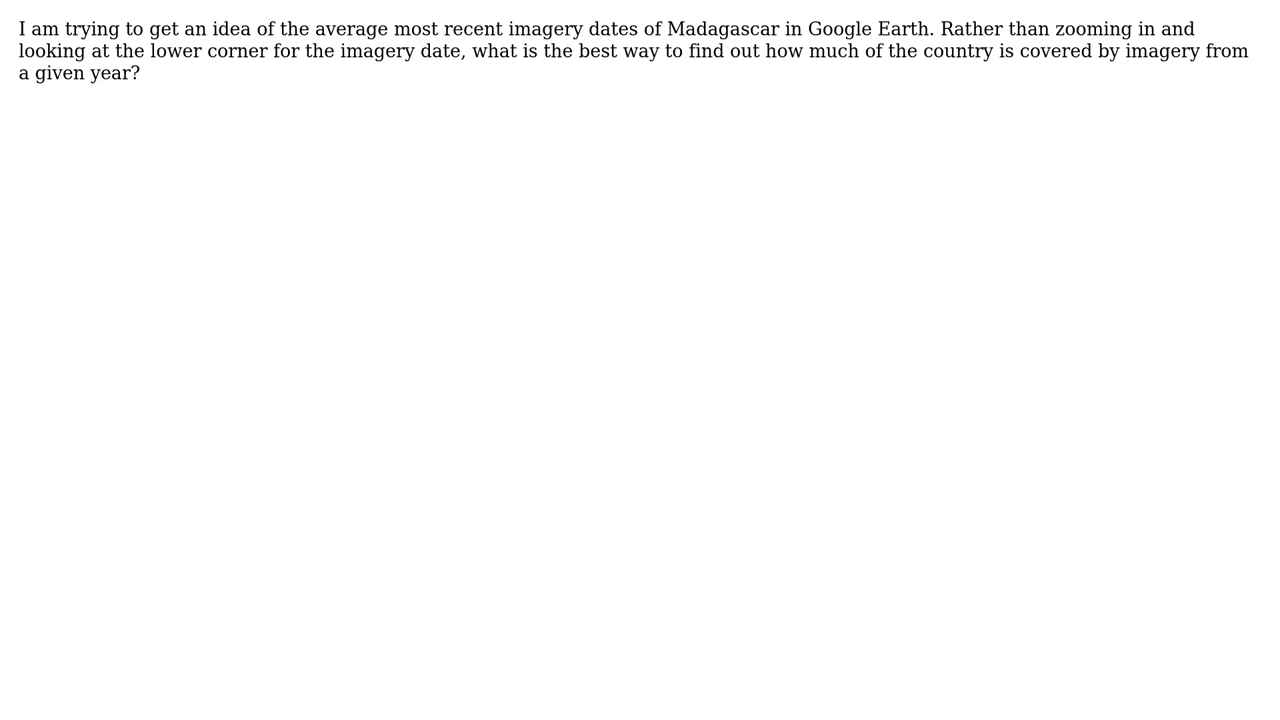 I am trying to get an idea of the average most recent imagery dates of Madagascar in Google Earth. Rather than zooming in and
looking at the lower corner for the imagery date, what is the best way to find out how much of the country is covered by imagery from
a given year?